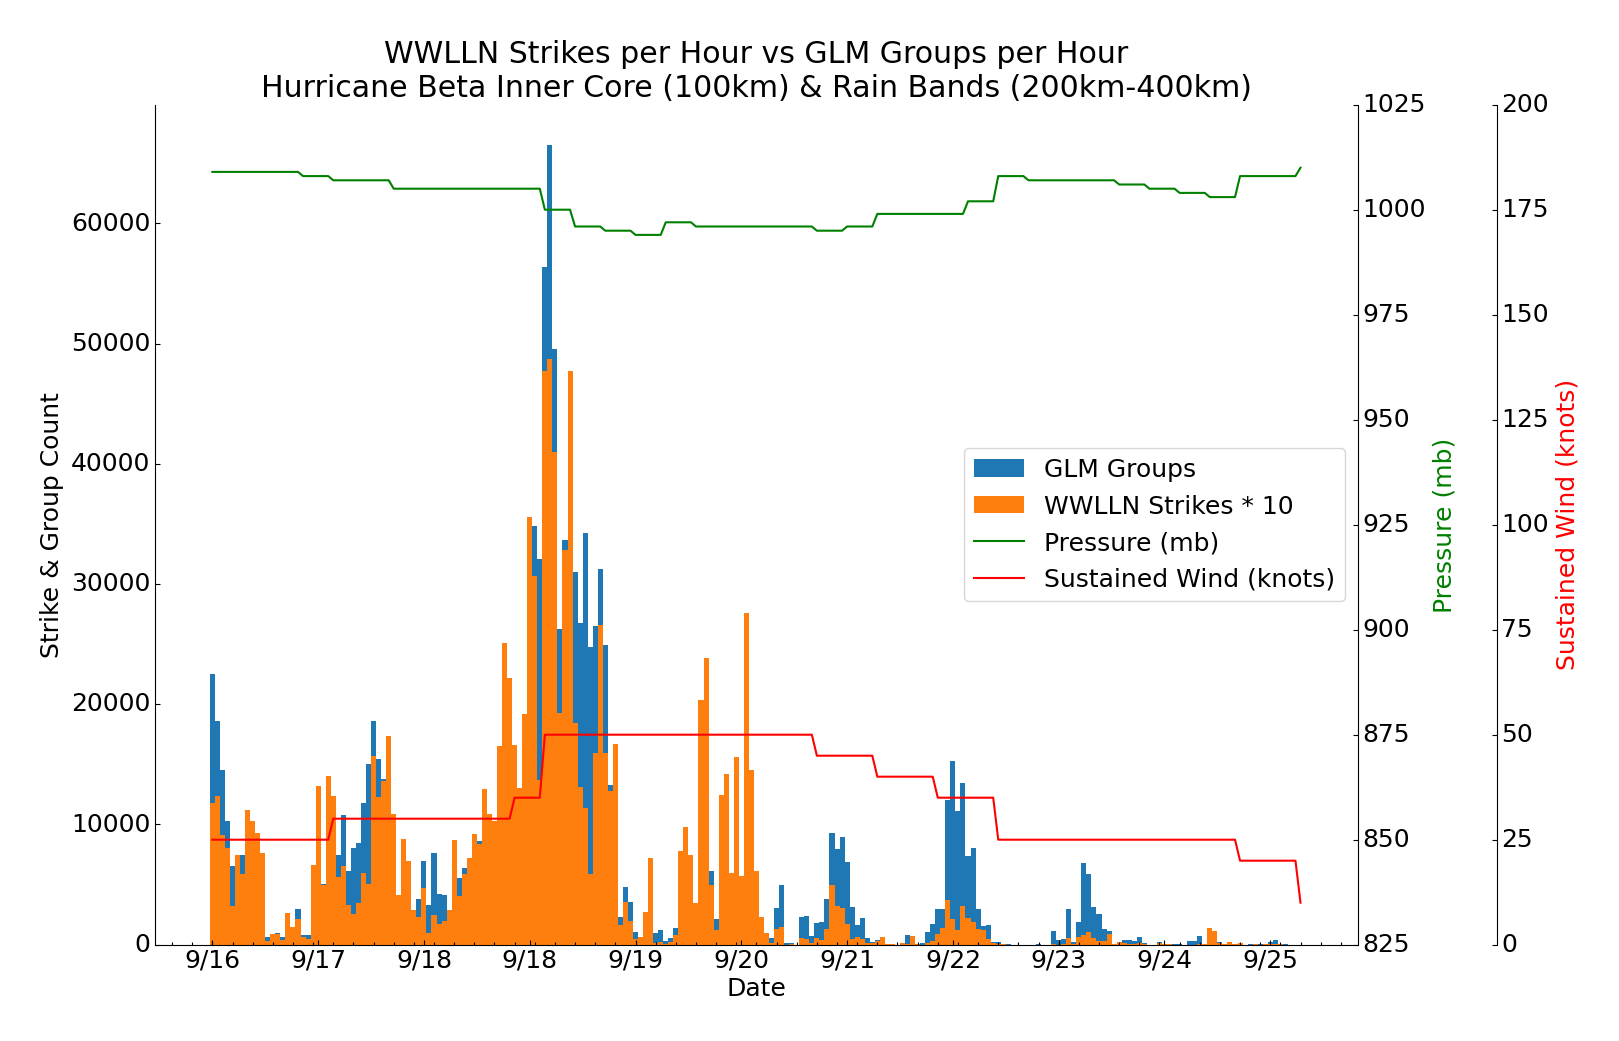 WWLLN Strikes per Hour vs GLM Groups per Hour
Hurricane Beta Inner Core (100km) & Rain Bands (200km-400km)
Strike & Group Count
60000
50000
40000
30000
20000
10000
0
9/16 9/17 9/18 9/18 9/19 9/20 9/21 9/22 9/23 9/24 9/25
Date
GLM Groups
WWLLN Strikes * 10
Pressure (mb)
Sustained Wind (knots)
1025
1000
975
950
925
900
875
850
825
Pressure (mb)
200
175
150
125
100
75
50
25
0
Sustained Wind (knots)